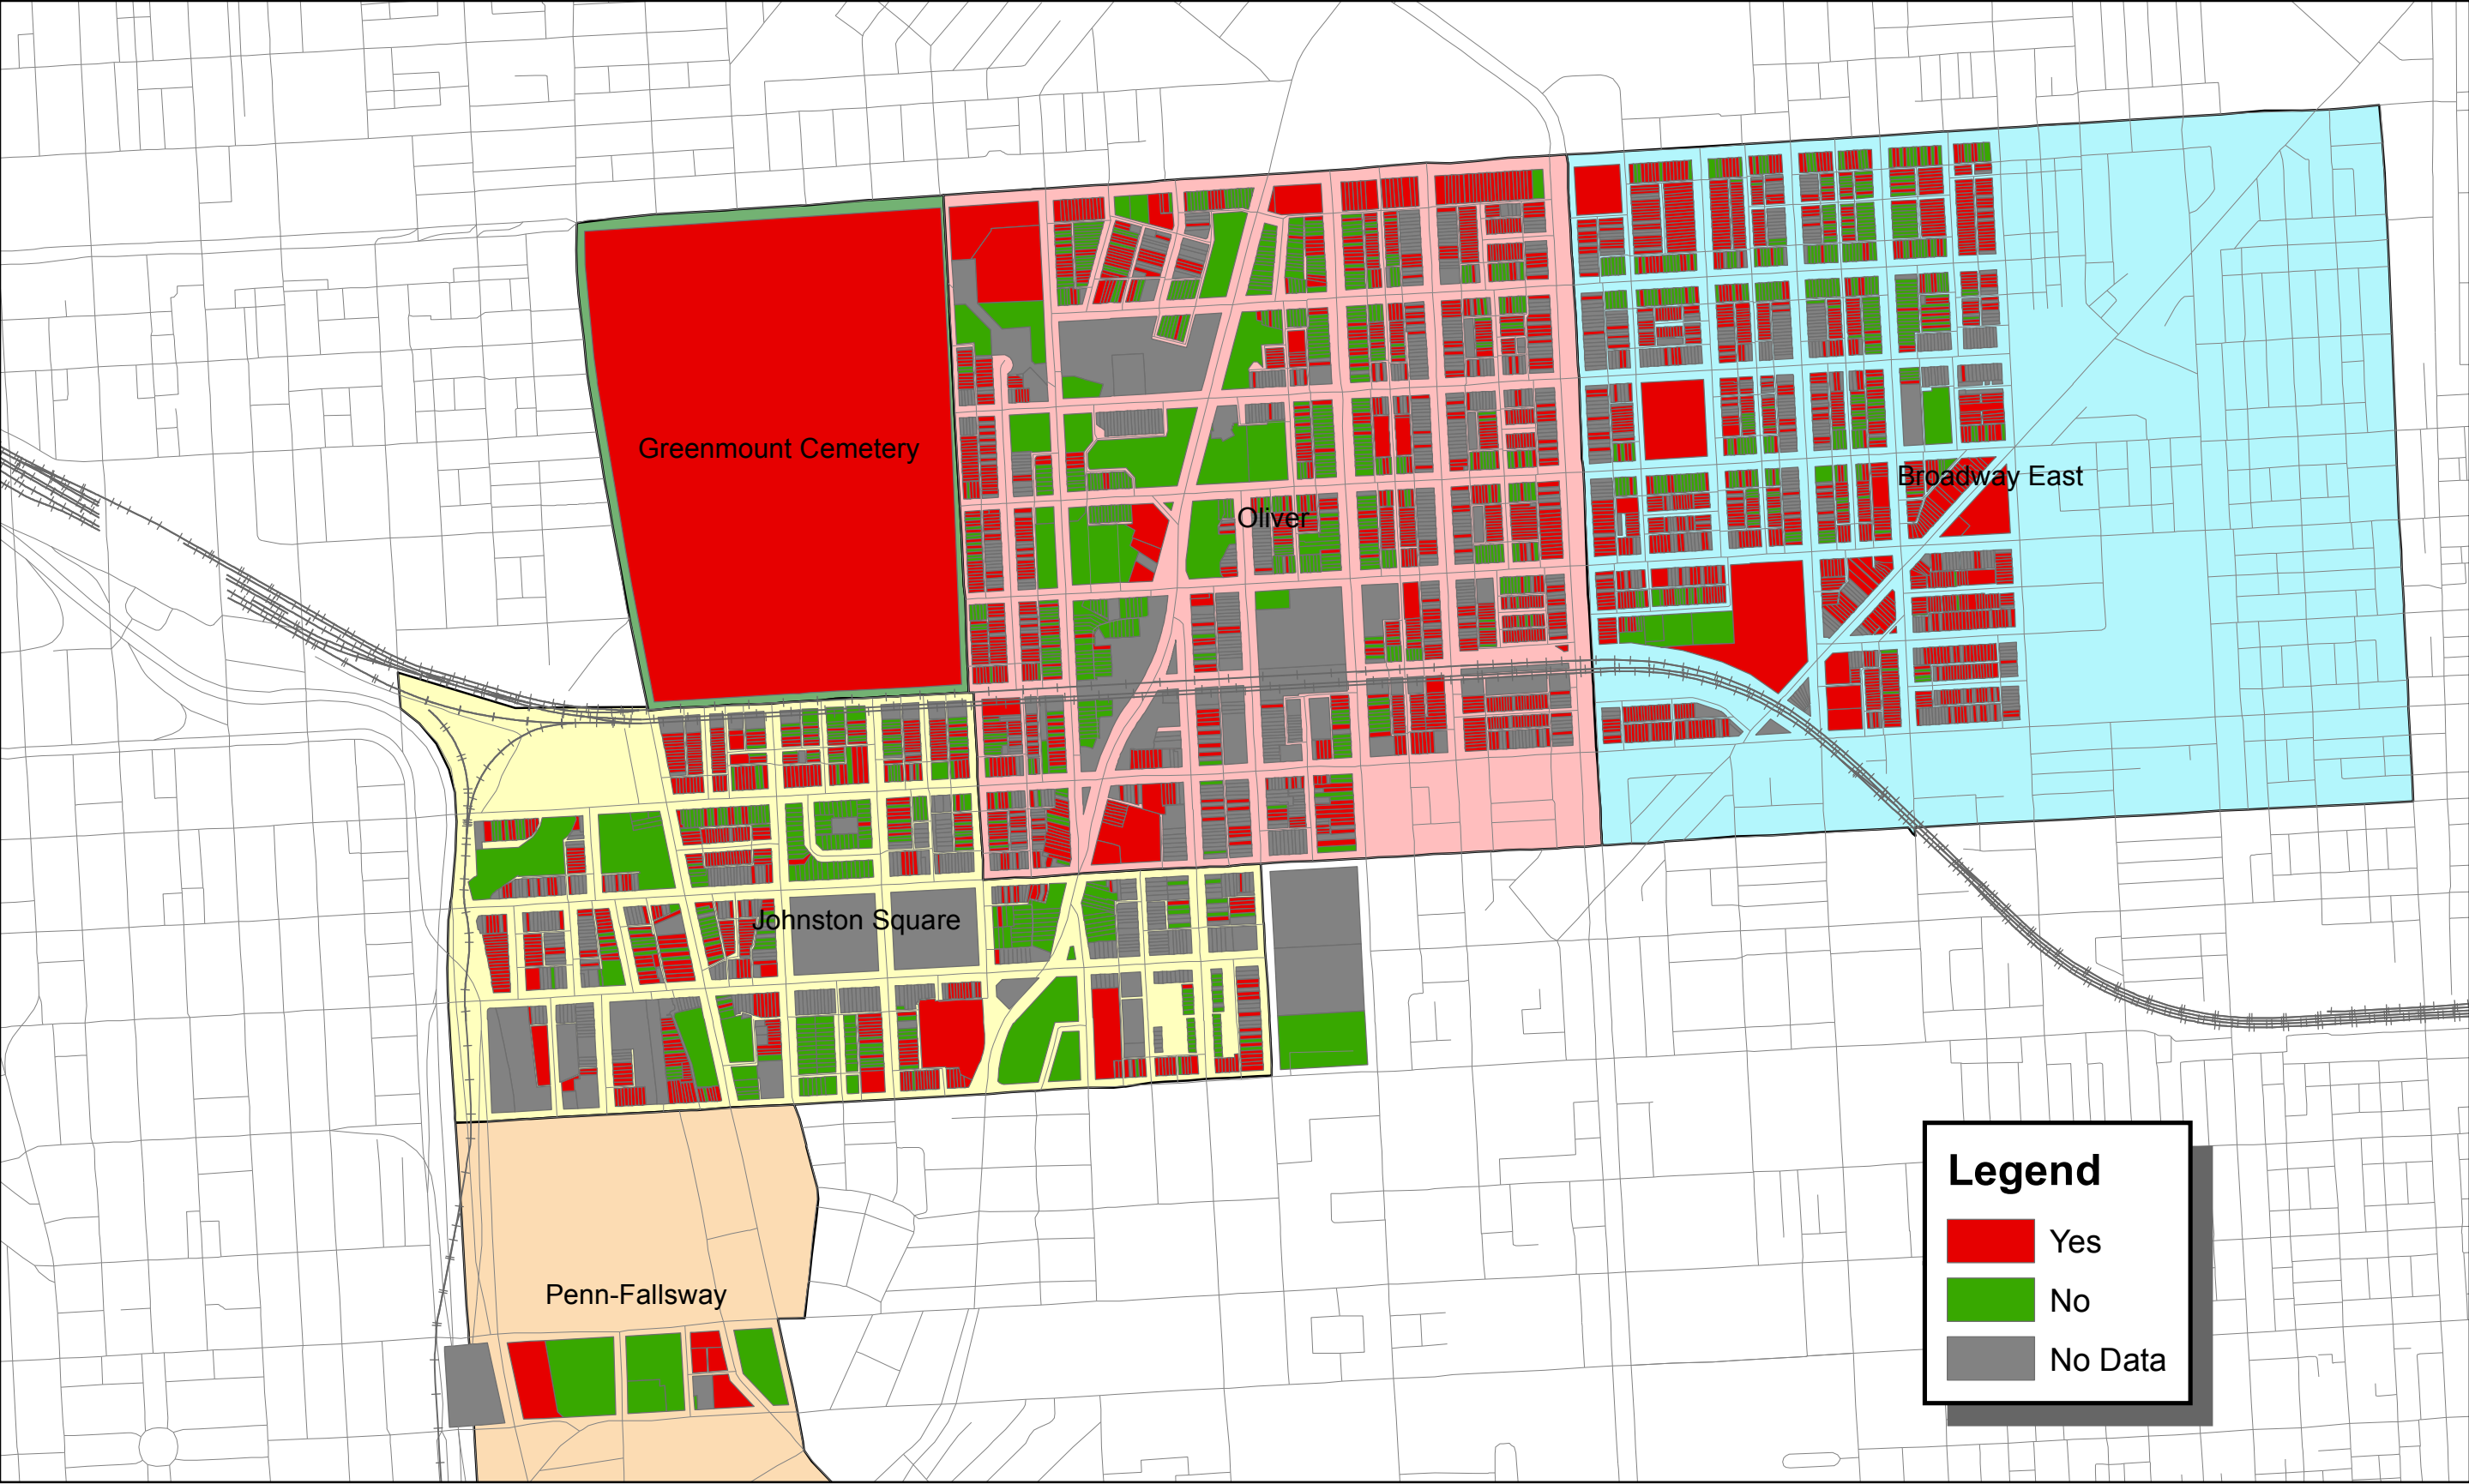 Greenmount Cemetery
Broadway East
Oliver
Johnston Square
Penn-Fallsway
Legend
Yes
No
No Data